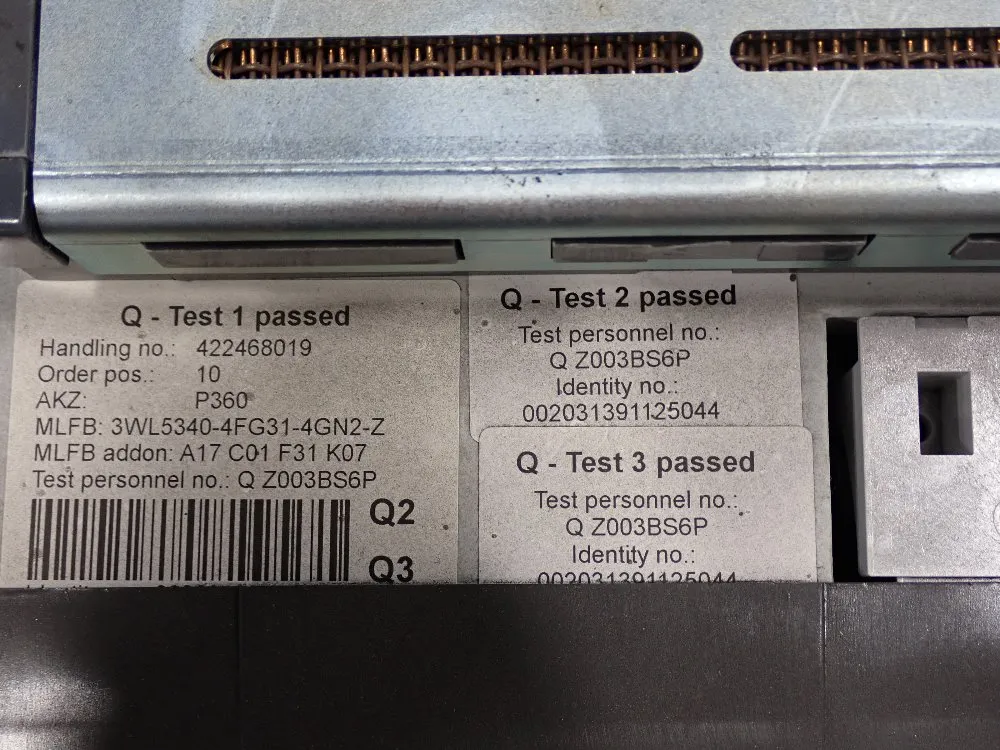 Q - Test 1 passed
Handling no.: 422468019
Order pos.: 10
AKZ: P360
MLFB: 3WL5340-4FG31-4GN2-Z
MLFB addon: A17 C01 F31 K07
Test personnel no.: Q Z003BS6P
Q2
Q3
Q - Test 2 passed
Test personnel no.:
Q Z003BS6P
Identity no.:
002031391125044
Q - Test 3 passed
Test personnel no.:
Q Z003BS6P
Identity no.:
002031391125044